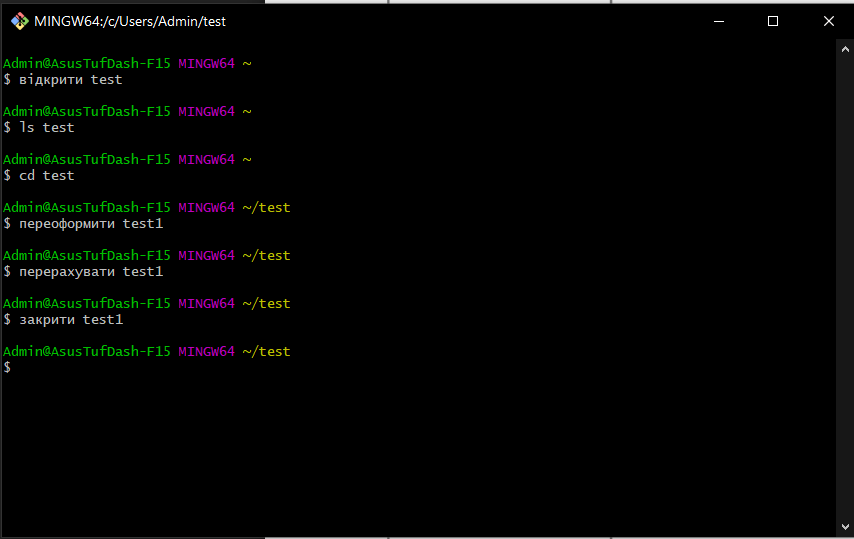 MINGW64:/c/Users/Admin/test
Admin@AsusTufDash-F15 MINGW64 ~
$ відкрити test
Admin@AsusTufDash-F15 MINGW64 ~
$ ls test
Admin@AsusTufDash-F15 MINGW64 ~
$ cd test
Admin@AsusTufDash-F15 MINGW64 ~/test
$ переоформити test1
Admin@AsusTufDash-F15 MINGW64 ~/test
$ перерахувати test1
Admin@AsusTufDash-F15 MINGW64 ~/test
$ закрити test1
Admin@AsusTufDash-F15 MINGW64 ~/test
$